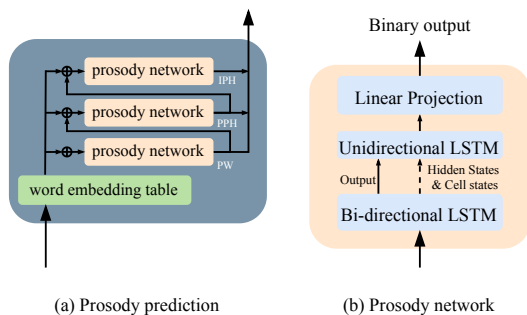 prosody network
IPH
prosody network
PPH
prosody network
PW
word embedding table
(a) Prosody prediction
Binary output
Linear Projection
Unidirectional LSTM
Output
Hidden States
& Cell states
Bi-directional LSTM
(b) Prosody network